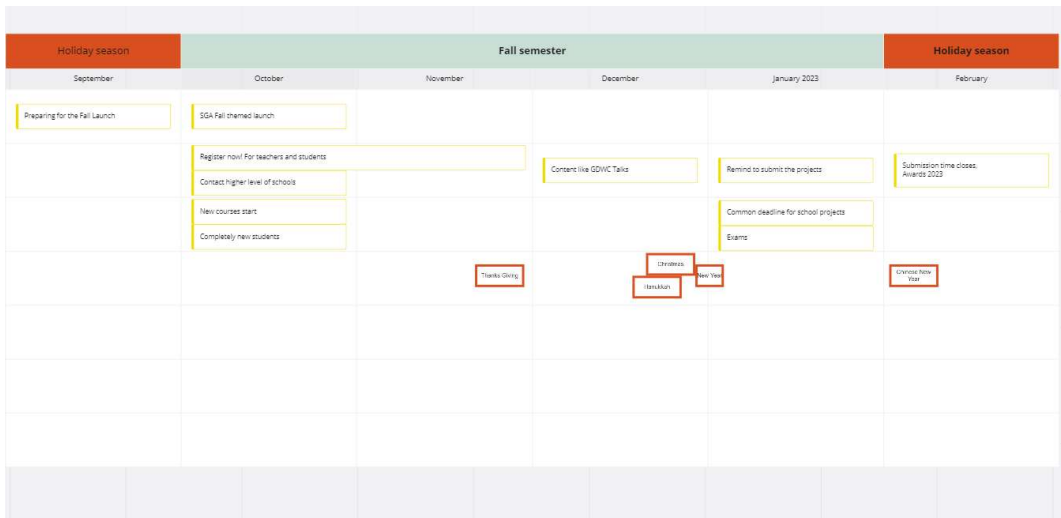 Holiday season
Fall semester
Holiday season
September
October
November
December
January 2023
February
Preparing for the Fall Launch
SGA Fall themed launch
Register now! For teachers and students
Contact higher level of schools
Content like GDWC Talks
Remind to submit the projects
Submission time closes,
Awards 2023
New courses start
Completely new students
Common deadline for school projects
Exams
Thanks Giving
Christmas
Hanukkah
New Year
Chinese New
Year